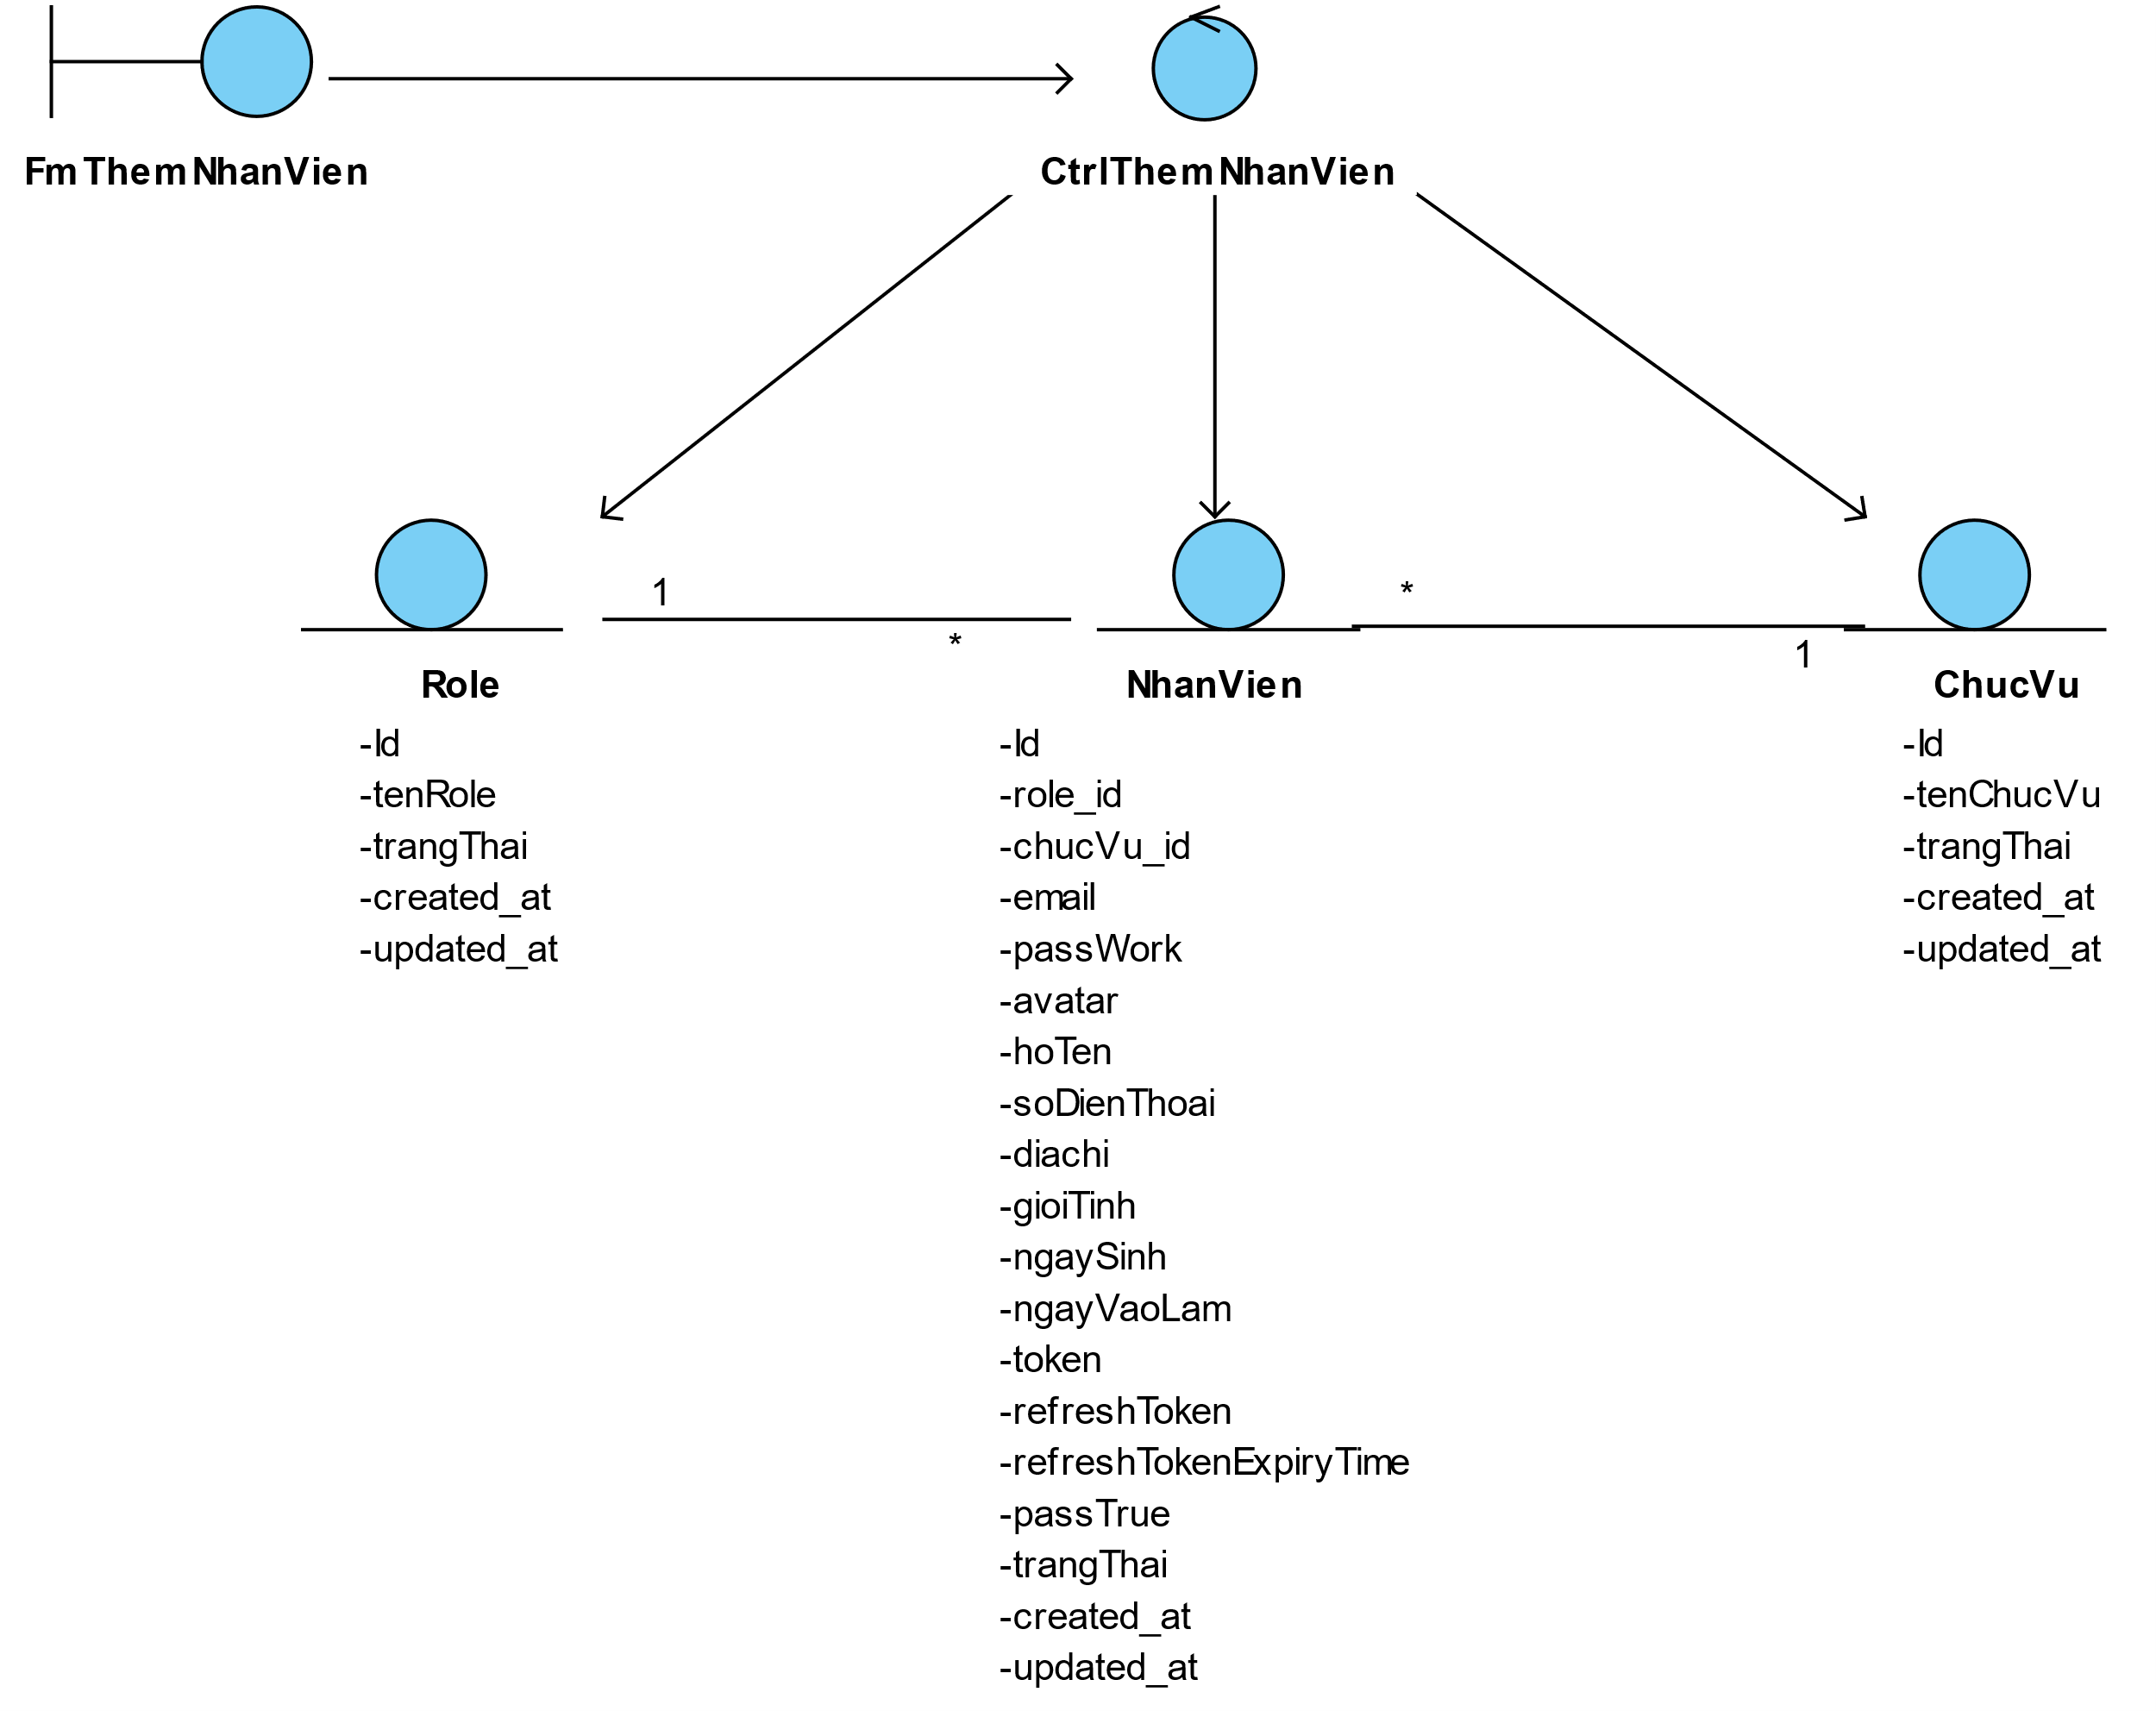 FmThemNhanVien
CtrlThemNhanVien
1
*
*
1
Role
-Id
-tenRole
-trangThai
-created_at
-updated_at
NhanVien
-Id
-role_id
-chucVu_id
-email
-passWork
-avatar
-hoTen
-soDienThoai
-diachi
-gioiTinh
-ngaySinh
-ngayVaoLam
-token
-refreshToken
-refreshTokenExpiryTime
-passTrue
-trangThai
-created_at
-updated_at
ChucVu
-Id
-tenChucVu
-trangThai
-created_at
-updated_at